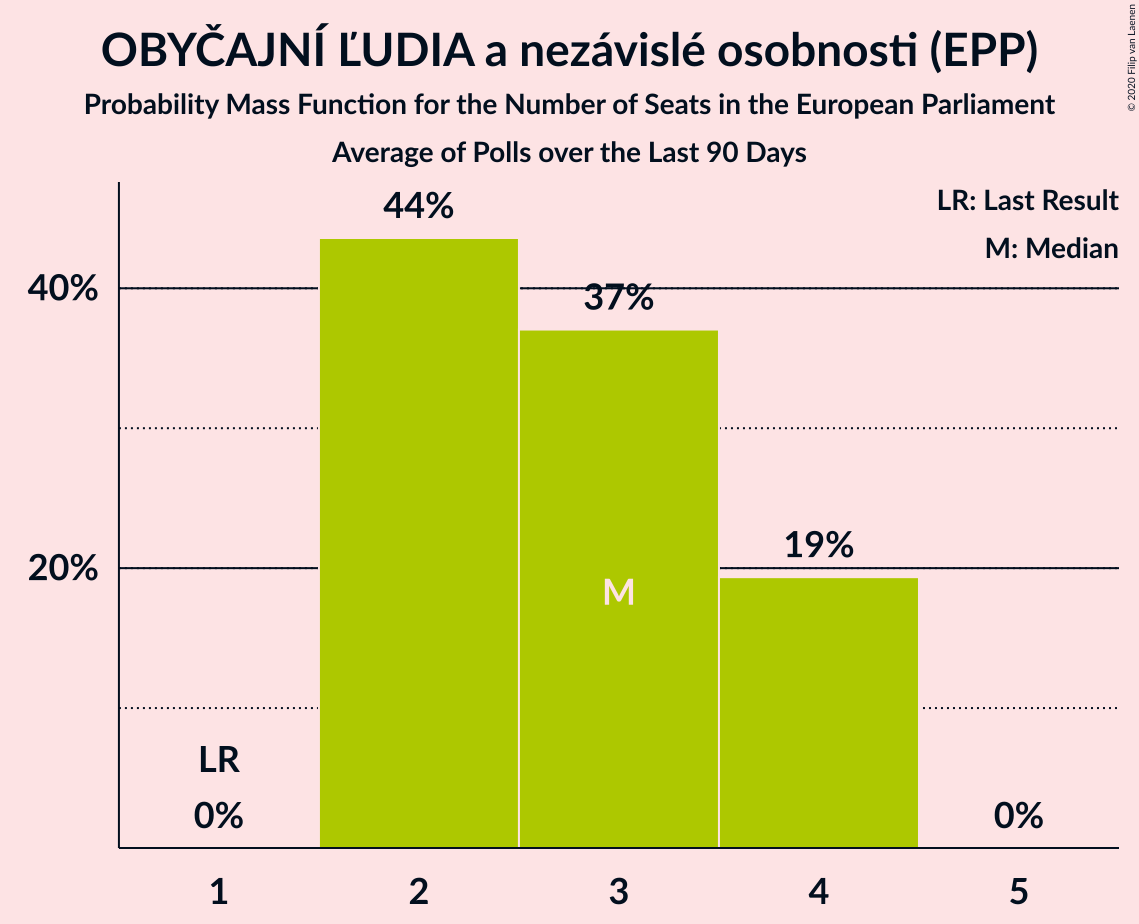 OBYČAJNÍ ĽUDIA a nezávislé osobnosti (EPP)
Probability Mass Function for the Number of Seats in the European Parliament
Average of Polls over the Last 90 Days
© 2020 Filip van Laenen
LR: Last Result
M: Median
44%
40%
37%
20%
19%
M
LR
0%
0%
1 2 3 4 5